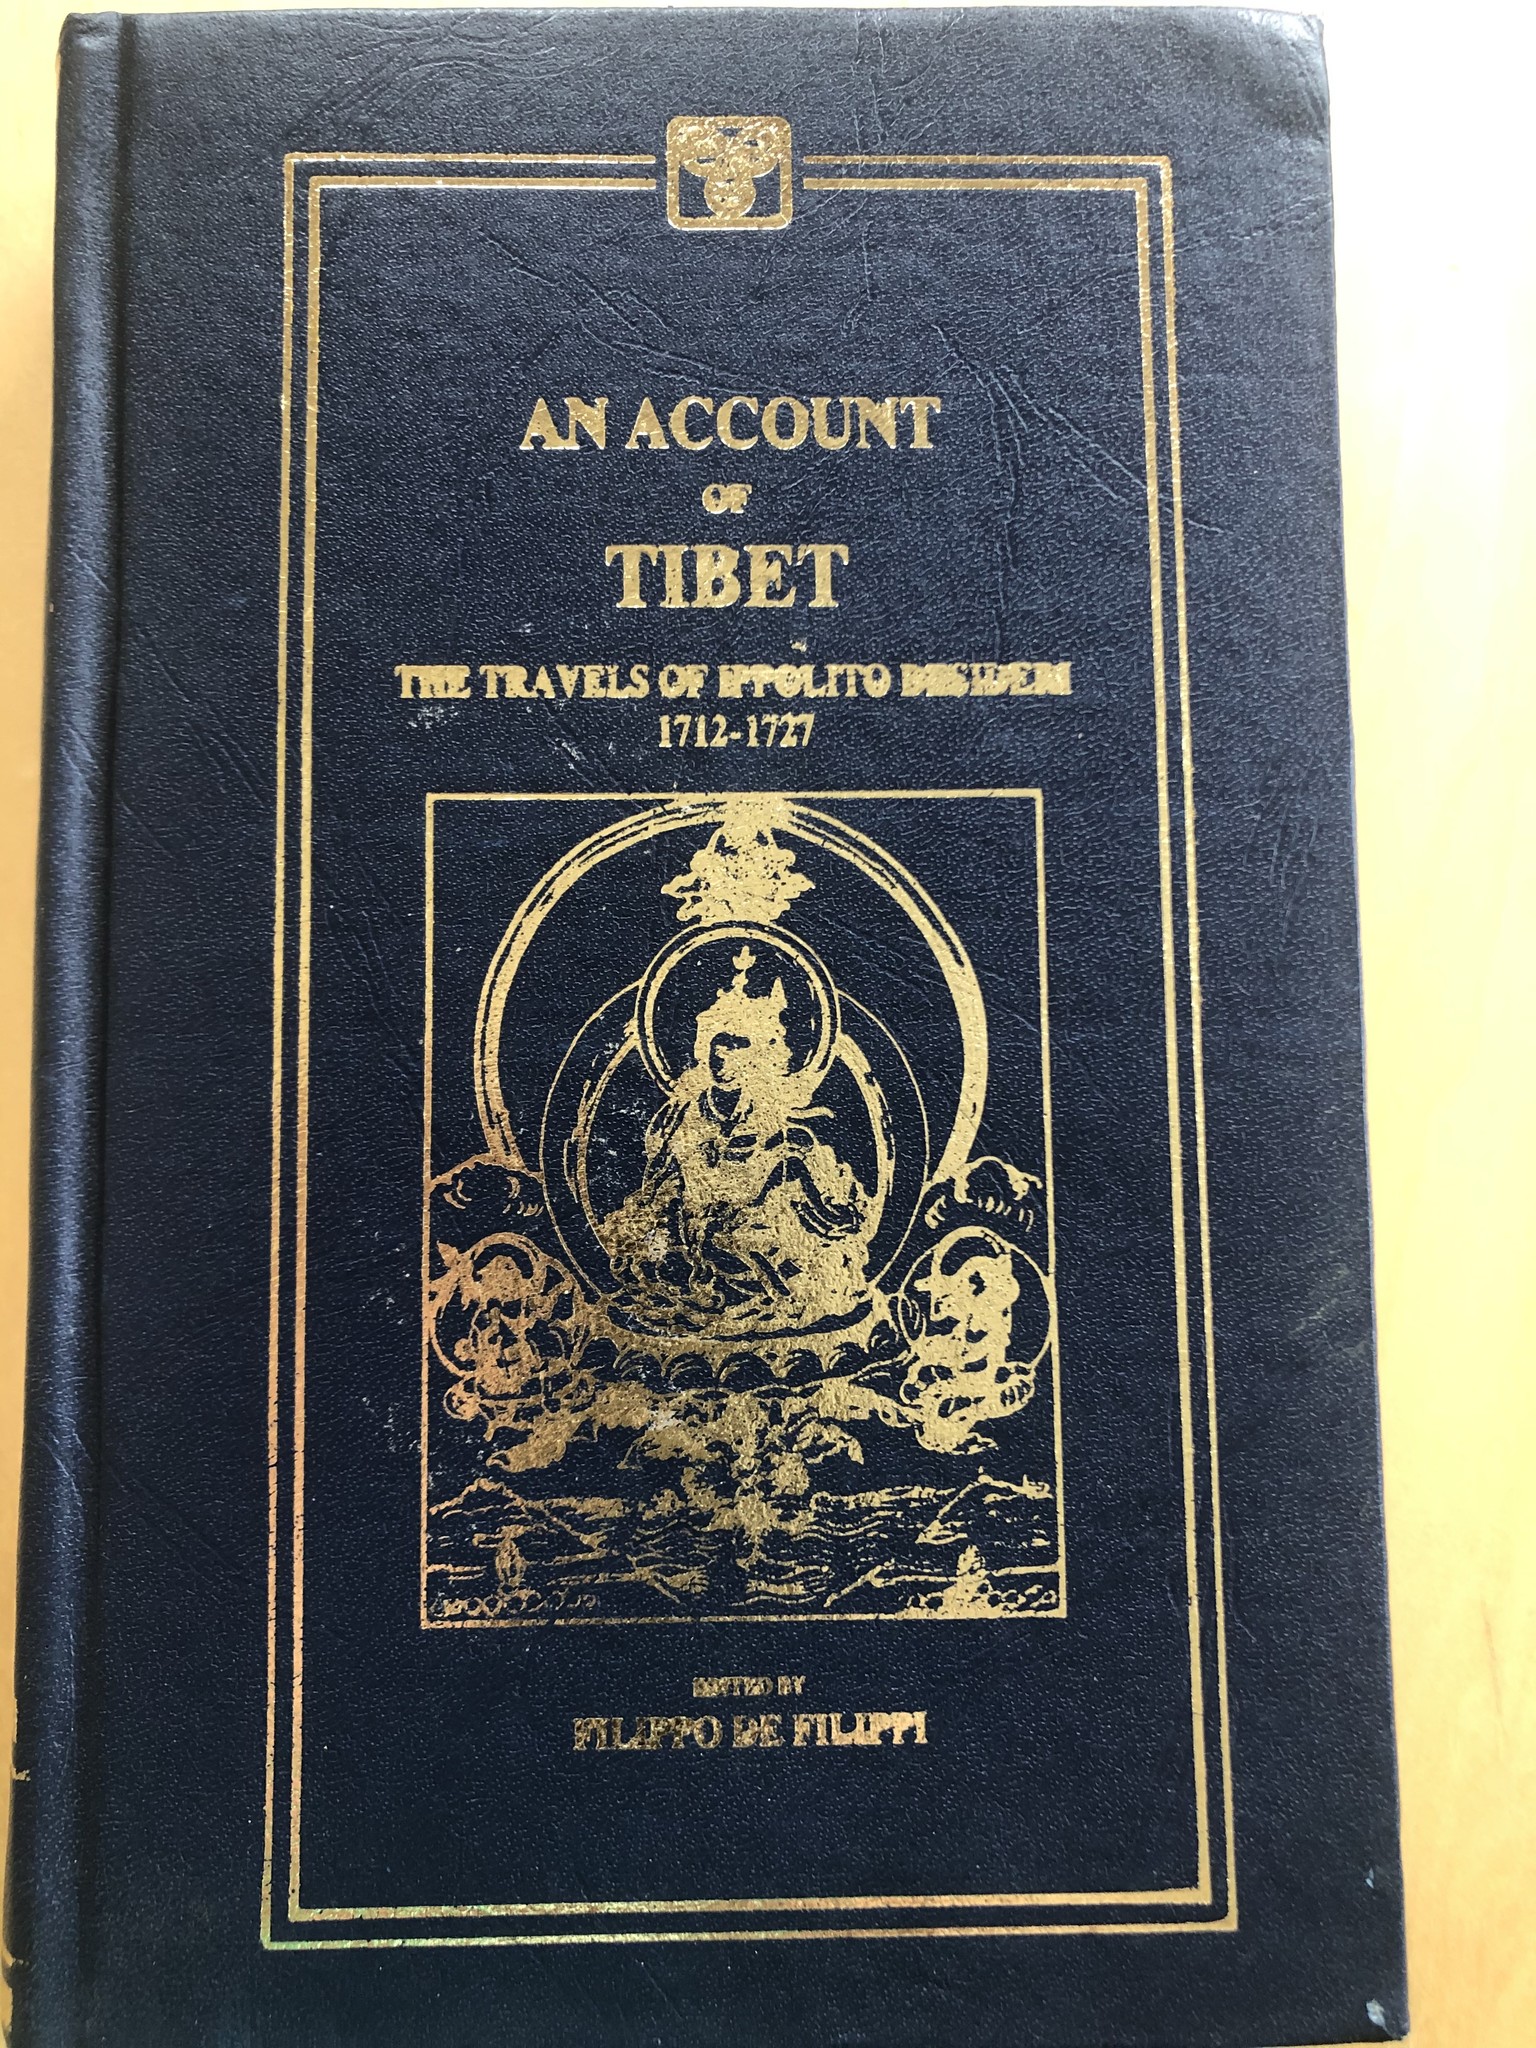 AN ACCOUNT
OF
TIBET
THE TRAVELS OF IPPOLITO DESIDERI
1712-1727
EDITED BY
FILIPPO DE FILIPPI